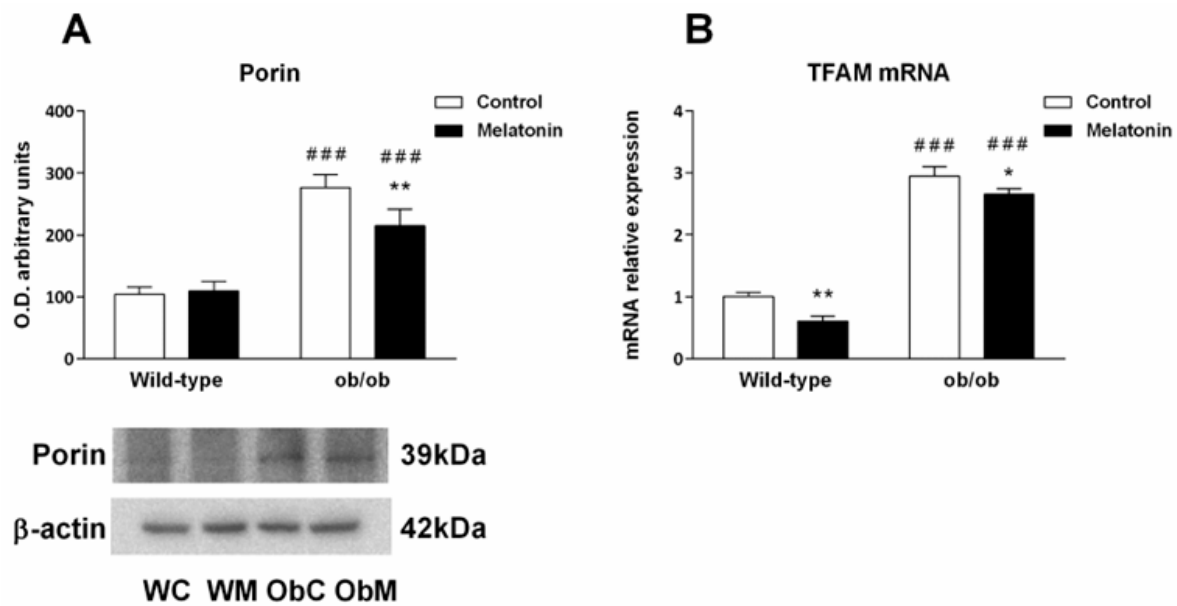 A
Porin
O.D. arbitrary units
400
300
200
100
0
Control
Melatonin
###
###
**
Wild-type
ob/ob
Porin
39kDa
β-actin
42kDa
WC WM ObC ObM
B
TFAM mRNA
mRNA relative expression
4
3
2
1
0
Control
Melatonin
**
###
###
*
Wild-type
ob/ob